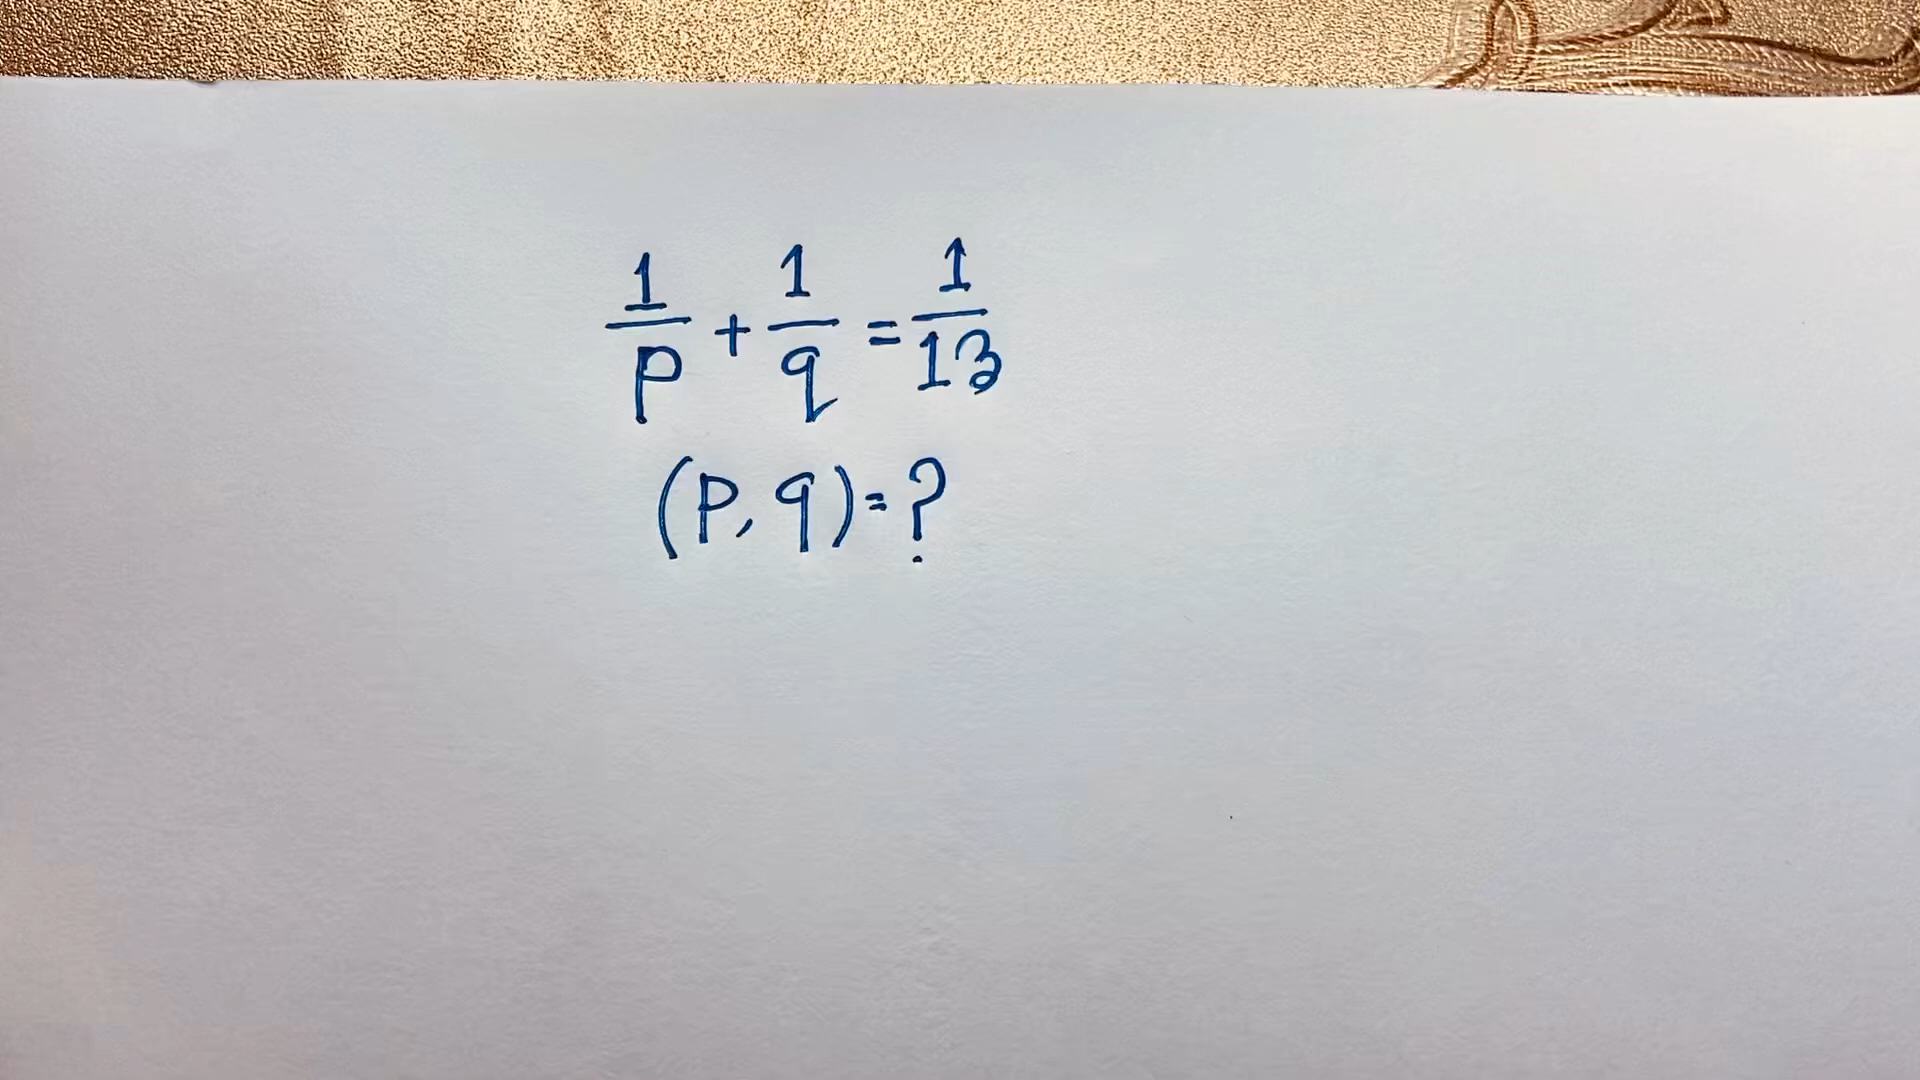 1/p + 1/q = 1/13
(p, q) = ?